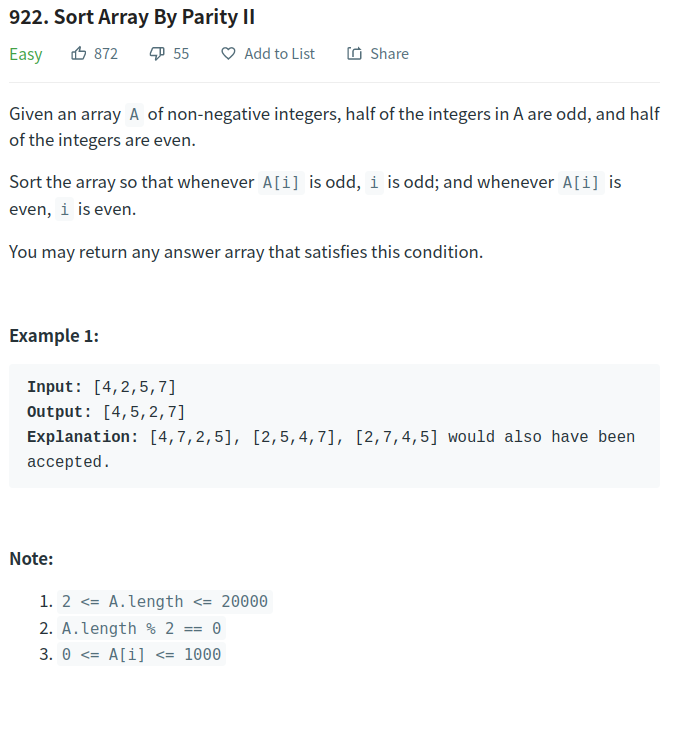 922. Sort Array By Parity II
Easy 872 55 Add to List Share
Given an array A of non-negative integers, half of the integers in A are odd, and half
of the integers are even.
Sort the array so that whenever A[i] is odd, i is odd; and whenever A[i] is
even, i is even.
You may return any answer array that satisfies this condition.
Example 1:
Input: [4,2,5,7]
Output: [4,5,2,7]
Explanation: [4,7,2,5], [2,5,4,7], [2,7,4,5] would also have been
accepted.
Note:
1. 2 <= A.length <= 20000
2. A.length % 2 == 0
3. 0 <= A[i] <= 1000